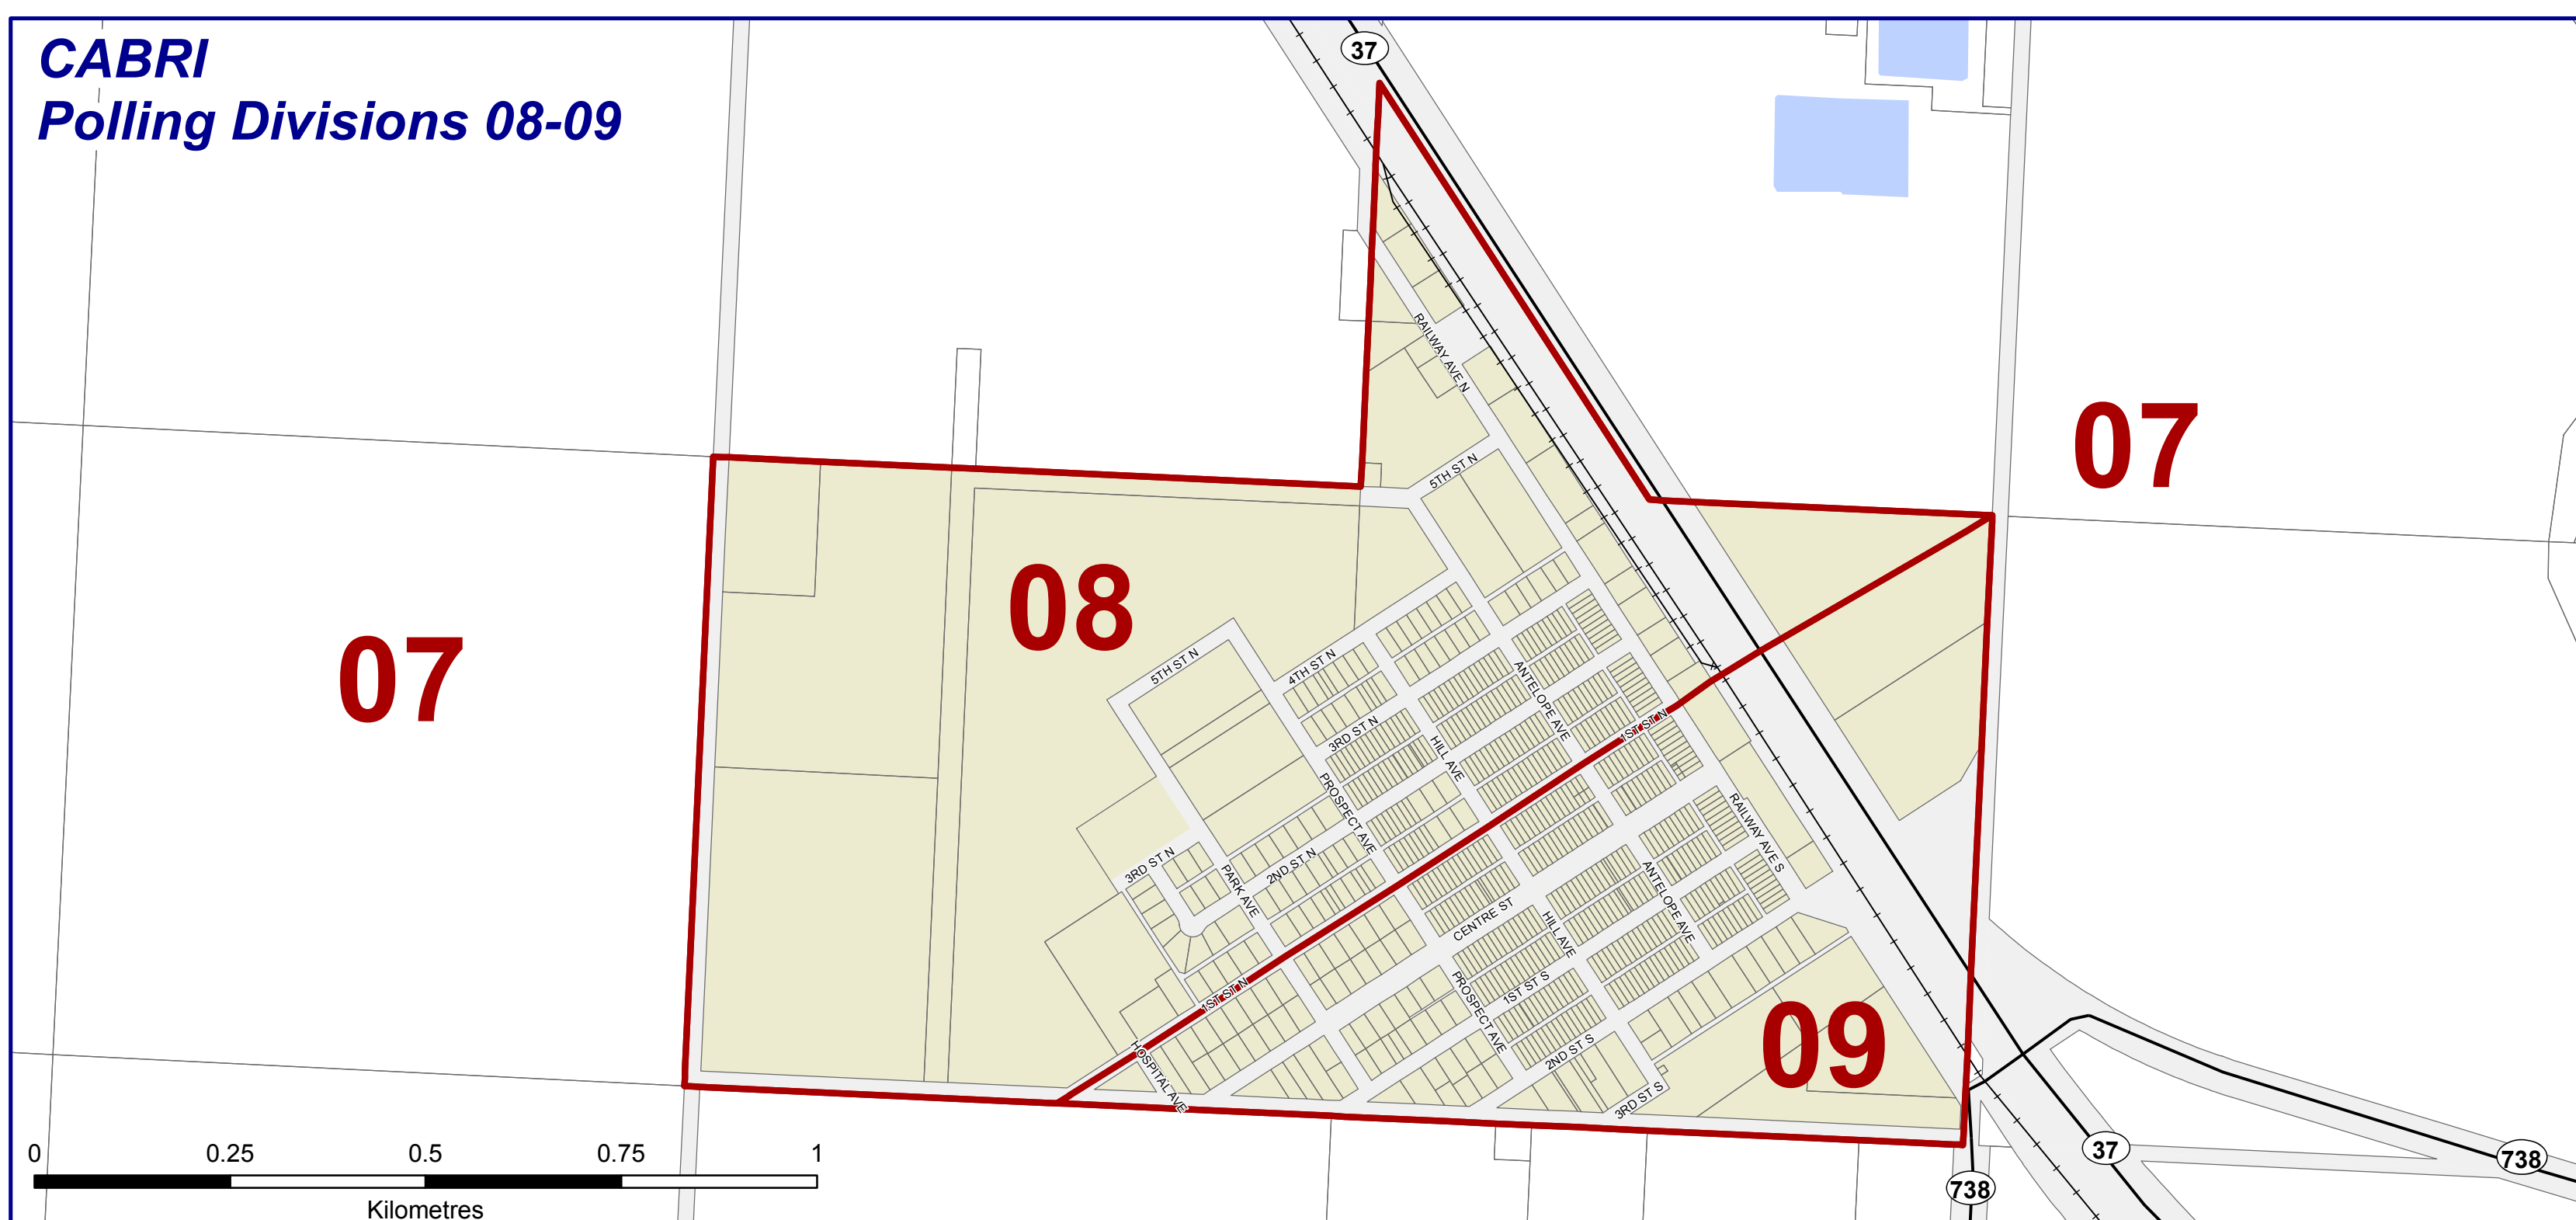 CABRI
Polling Divisions 08-09
37
RAILWAY AVE N
07
5TH ST N
08
07
5TH ST N
4TH ST N
ANTELOPE AVE
3RD ST N
1ST ST N
HILL AVE
PROSPECT AVE
RAILWAY AVE S
2ND ST N
3RD ST N
PARK AVE
ANTELOPE AVE
CENTRE ST
HILL AVE
1ST ST N
PROSPECT AVE
1ST ST S
09
HOSPITAL AVE
2ND ST S
3RD ST S
0 0.25 0.5 0.75 1
Kilometres
37
738
738